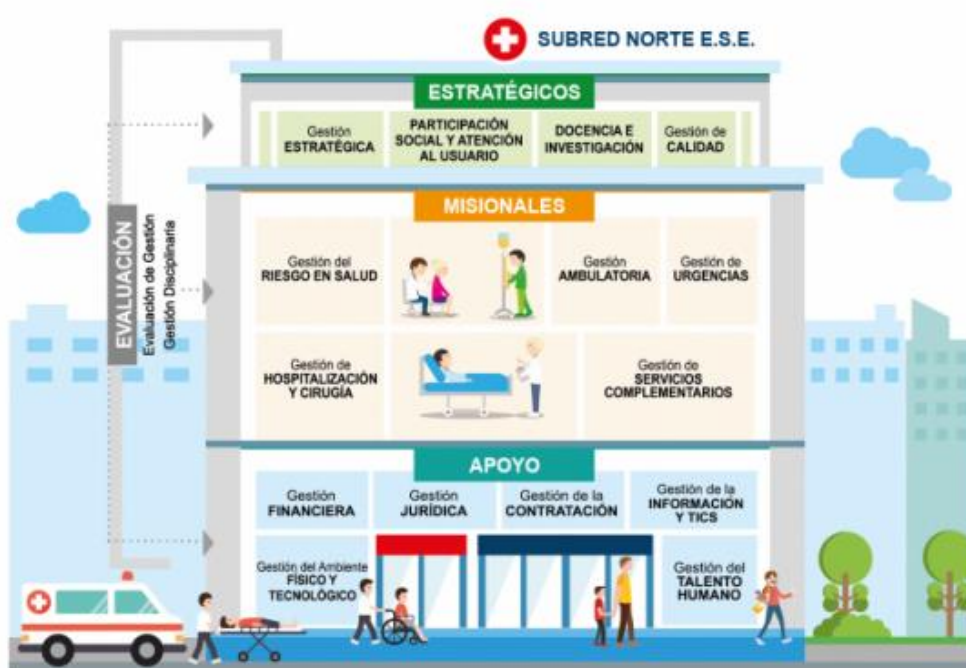 SUBRED NORTE E.S.E.
ESTRATÉGICOS
Gestión
ESTRATÉGICA
PARTICIPACIÓN
SOCIAL Y ATENCIÓN
AL USUARIO
DOCENCIA E
INVESTIGACIÓN
Gestión de
CALIDAD
EVALUACIÓN
Evaluación de Gestión
Gestión Disciplinaria
MISIONALES
Gestión del
RIESGO EN SALUD
Gestión
AMBULATORIA
Gestión de
URGENCIAS
Gestión de
HOSPITALIZACIÓN
Y CIRUGÍA
Gestión de
SERVICIOS
COMPLEMENTARIOS
APOYO
Gestión
FINANCIERA
Gestión
JURÍDICA
Gestión de la
CONTRATACIÓN
Gestión de la
INFORMACIÓN
Y TICS
Gestión del Ambiente
FÍSICO Y
TECNOLÓGICO
Gestión del
TALENTO
HUMANO